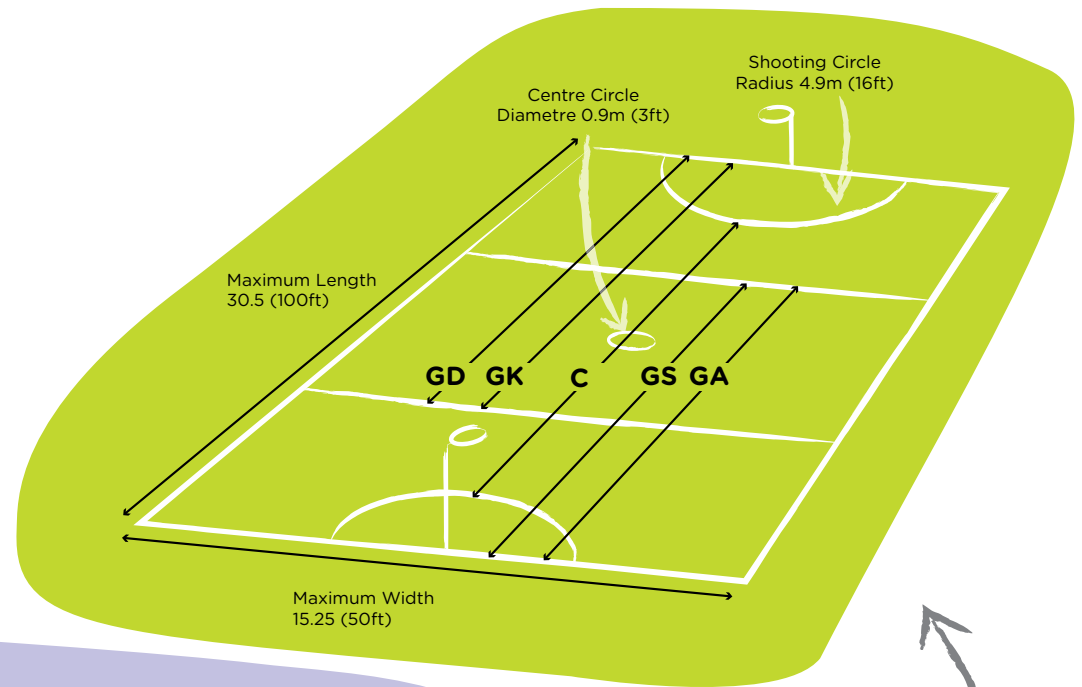 Shooting Circle
Radius 4.9m (16ft)
Centre Circle
Diametre 0.9m (3ft)
Maximum Length
30.5 (100ft)
GD GK C GS GA
Maximum Width
15.25 (50ft)